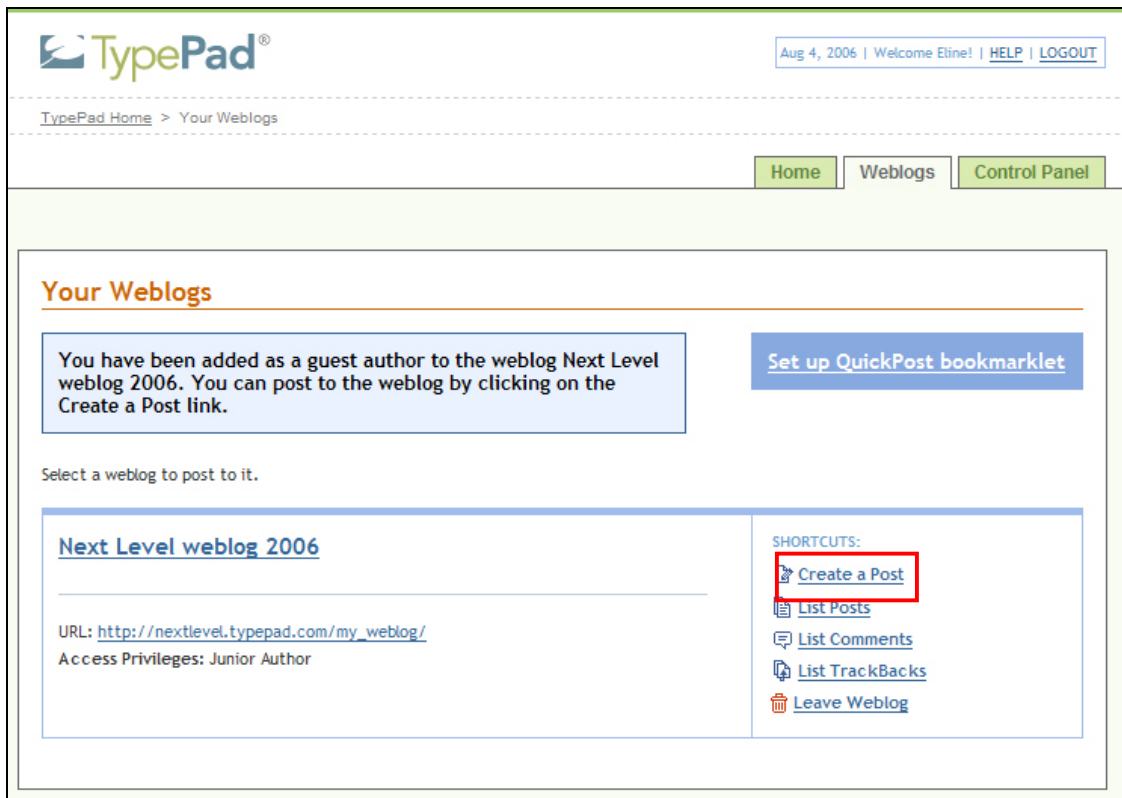 TypePad®
Aug 4, 2006 | Welcome Eline! | HELP | LOGOUT
TypePad Home > Your Weblogs
Home Weblogs Control Panel
Your Weblogs
You have been added as a guest author to the weblog Next Level
weblog 2006. You can post to the weblog by clicking on the
Create a Post link.
Set up QuickPost bookmarklet
Select a weblog to post to it.
Next Level weblog 2006
URL: http://nextlevel.typepad.com/my_weblog/
Access Privileges: Junior Author
SHORTCUTS:
Create a Post
List Posts
List Comments
List TrackBacks
Leave Weblog